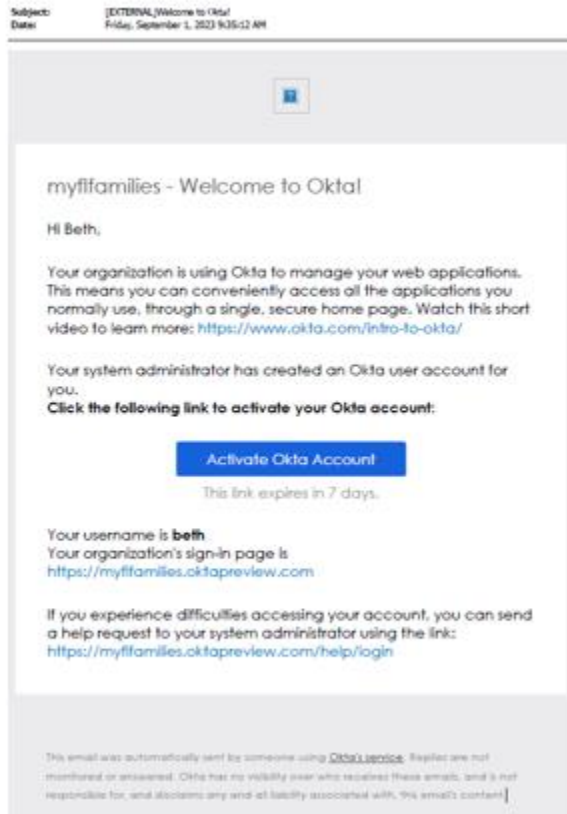 Subject: [EXTERNAL]Welcome to Okta!
Date: Friday, September 1, 2023 9:35:12 AM
myflfamilies - Welcome to Okta!
Hi Beth,
Your organization is using Okta to manage your web applications.
This means you can conveniently access all the applications you
normally use, through a single, secure home page. Watch this short
video to learn more: https://www.okta.com/intro-to-okta/
Your system administrator has created an Okta user account for
you.
Click the following link to activate your Okta account:
Activate Okta Account
This link expires in 7 days.
Your username is beth
Your organization's sign-in page is
https://myflfamilies.oktapreview.com
If you experience difficulties accessing your account, you can send
a help request to your system administrator using the link:
https://myflfamilies.oktapreview.com/help/login
This email was automatically sent by someone using Okta's service. Replies are not
monitored or answered. Okta has no visibility over who receives these emails, and is not
responsible for, and disclaims any and all liability associated with, this email's content